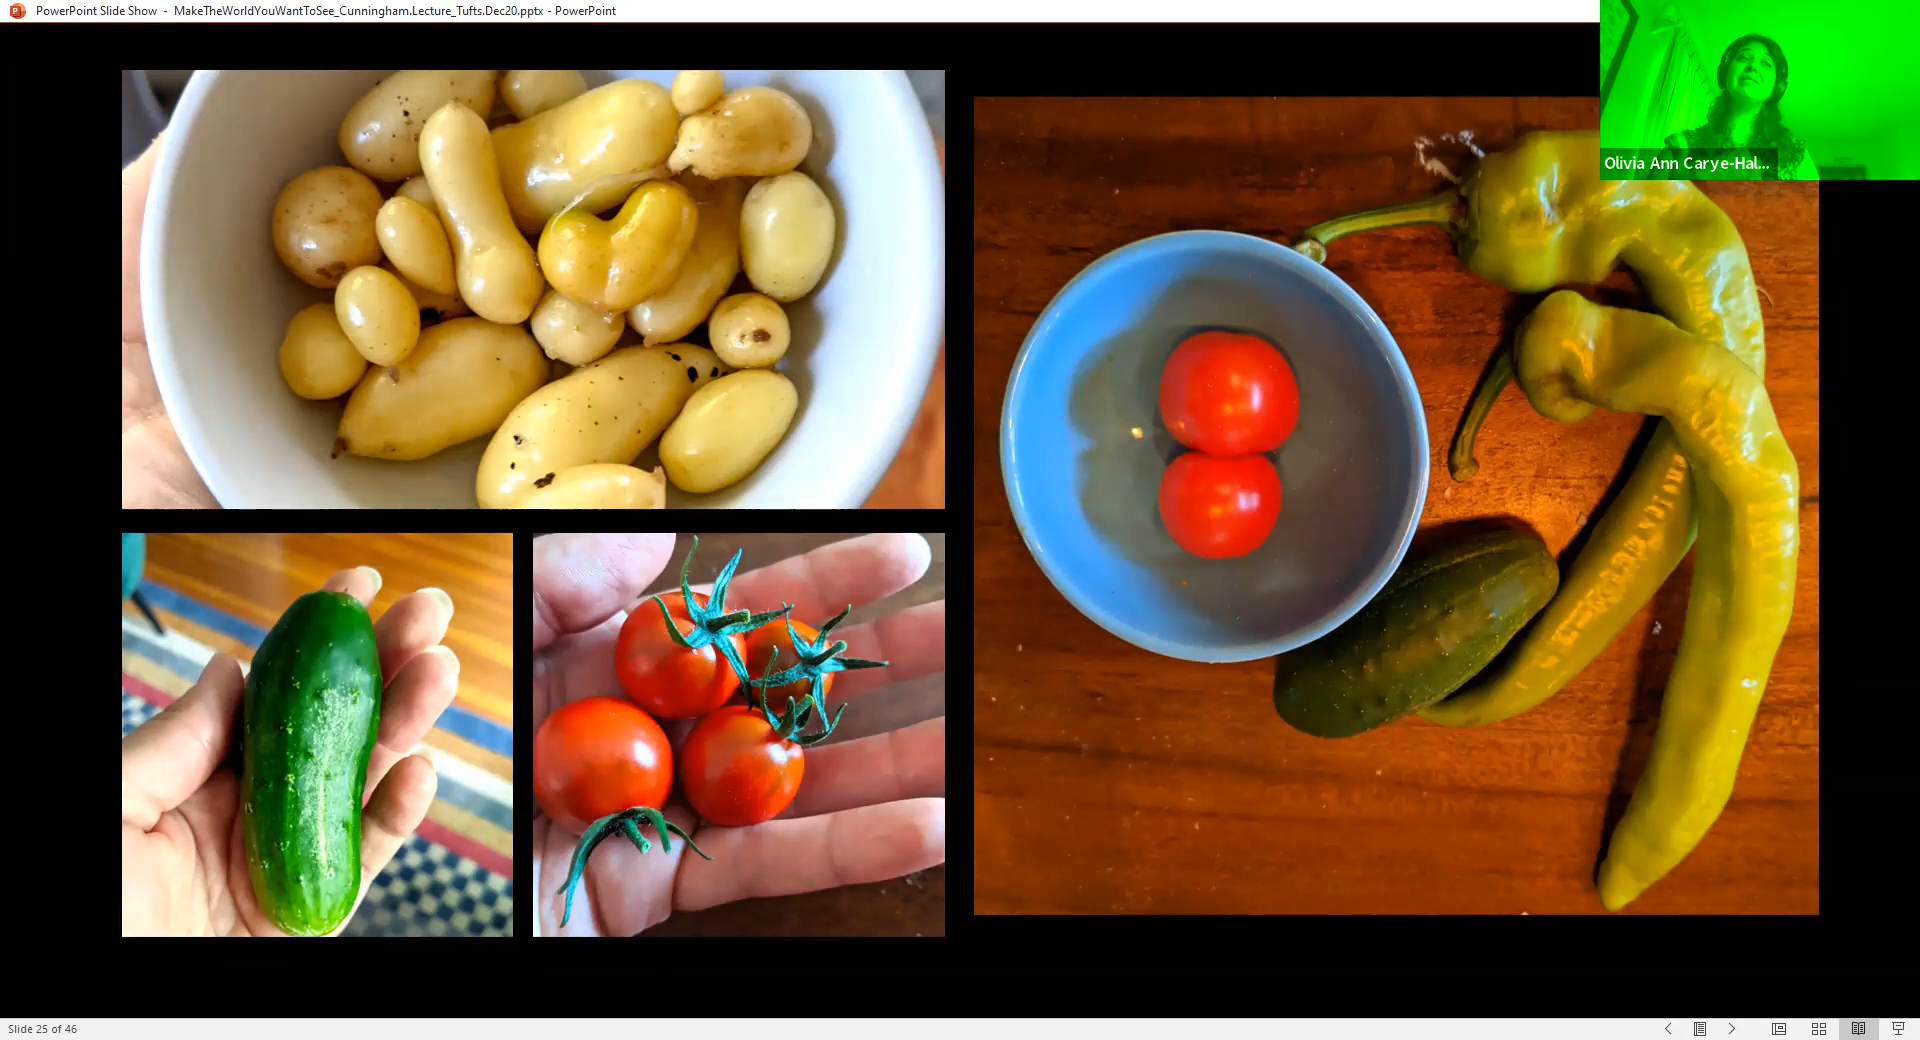 PowerPoint Slide Show - MakeTheWorldYouWantToSee_Cunningham.Lecture_Tufts.Dec20.pptx - PowerPoint
Olivia Ann Carye-Hal...
Slide 25 of 46